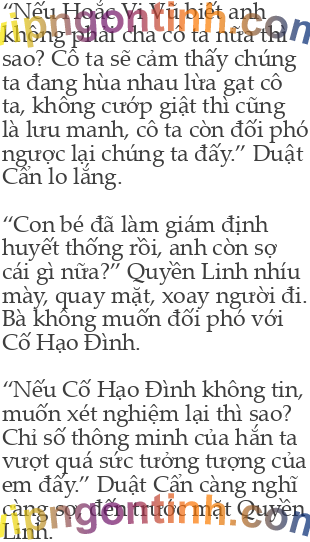 “Nếu Hoắc Vi Vũ biết anh
không phải cha cô ta nữa thì
sao? Cô ta sẽ cảm thấy chúng
ta đang hùa nhau lừa gạt cô
ta, không cướp giật thì cũng
là lưu manh, cô ta còn đối phó
ngược lại chúng ta đấy.” Duật
Cẩn lo lắng.
“Con bé đã làm giám định
huyết thống rồi, anh còn sợ
cái gì nữa?” Quyền Linh nhíu
mày, quay mặt, xoay người đi.
Bà không muốn đối phó với
Cố Hạo Đình.
“Nếu Cố Hạo Đình không tin,
muốn xét nghiệm lại thì sao?
Chỉ số thông minh của hắn ta
vượt quá sức tưởng tượng của
em đấy.” Duật Cẩn càng nghĩ
càng sợ, đến trước mặt Quyền
Linh.
vipngontinh.com
vipngontinh.com